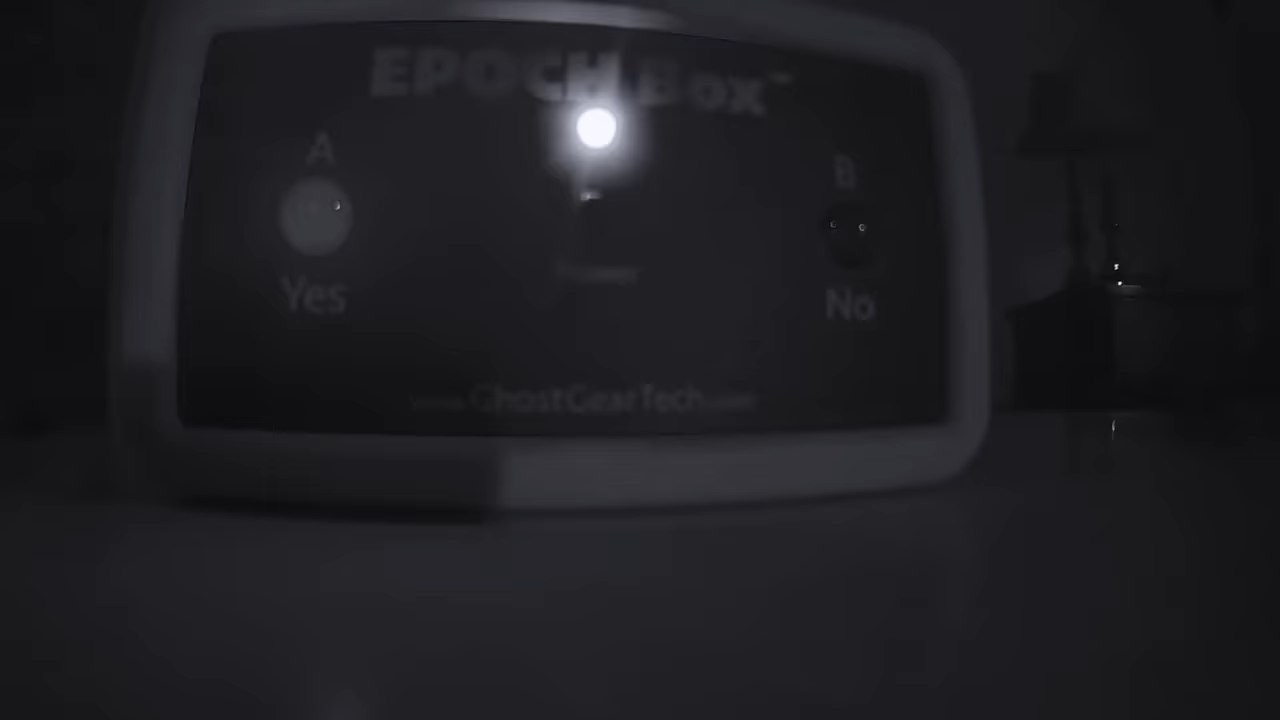 EPOCH Box™
A
B
Yes
No
GhostGearTech